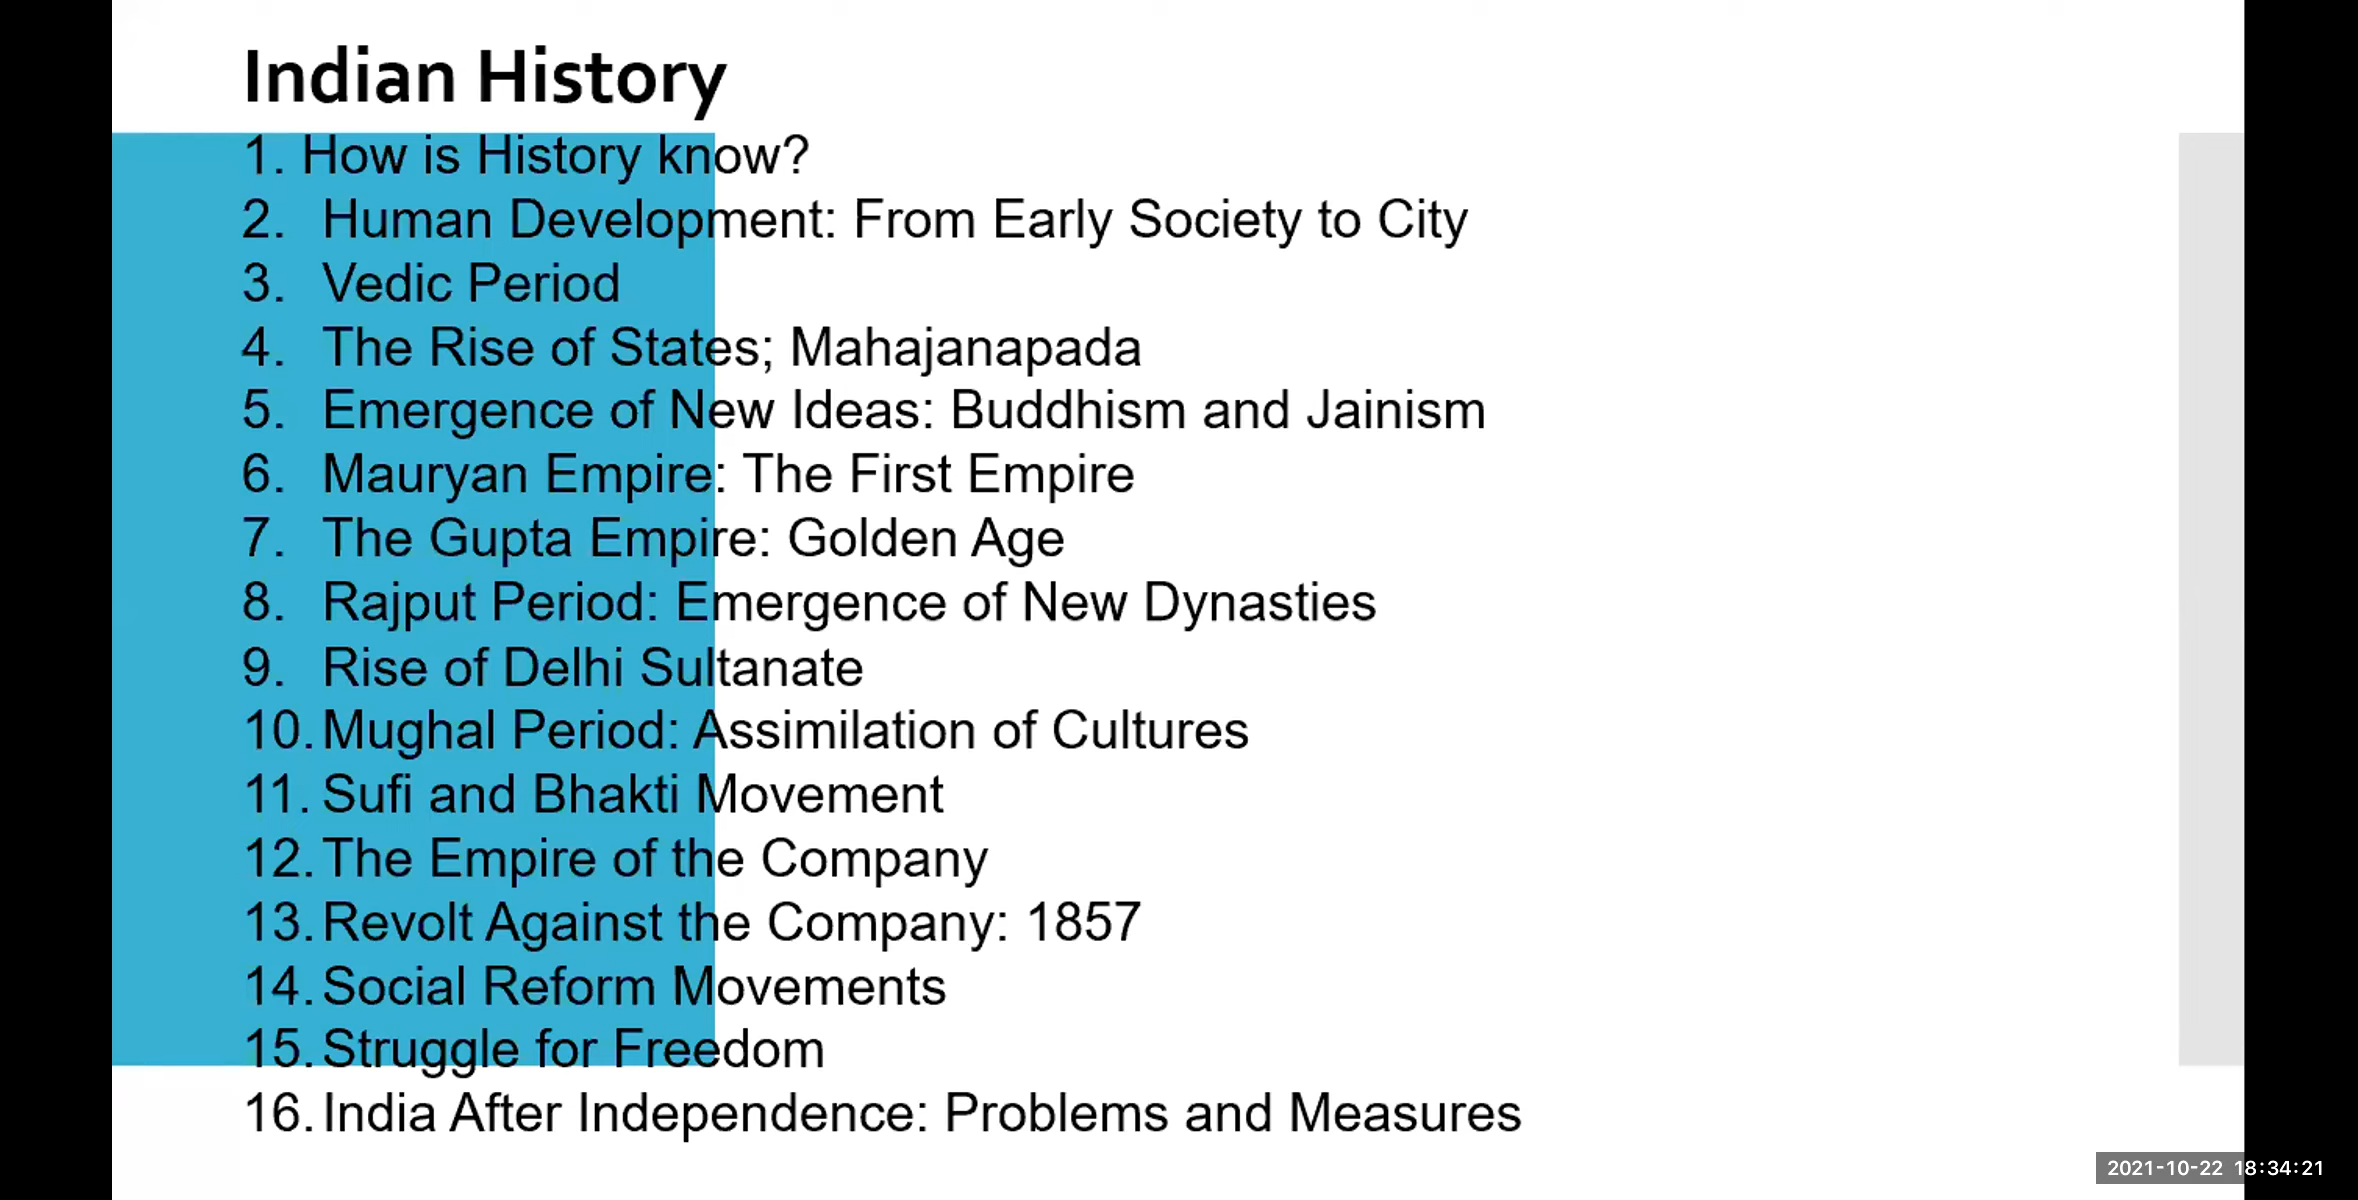 Indian History
1. How is History know?
2. Human Development: From Early Society to City
3. Vedic Period
4. The Rise of States; Mahajanapada
5. Emergence of New Ideas: Buddhism and Jainism
6. Mauryan Empire: The First Empire
7. The Gupta Empire: Golden Age
8. Rajput Period: Emergence of New Dynasties
9. Rise of Delhi Sultanate
10. Mughal Period: Assimilation of Cultures
11. Sufi and Bhakti Movement
12. The Empire of the Company
13. Revolt Against the Company: 1857
14. Social Reform Movements
15. Struggle for Freedom
16. India After Independence: Problems and Measures
2021-10-22 18:34:21